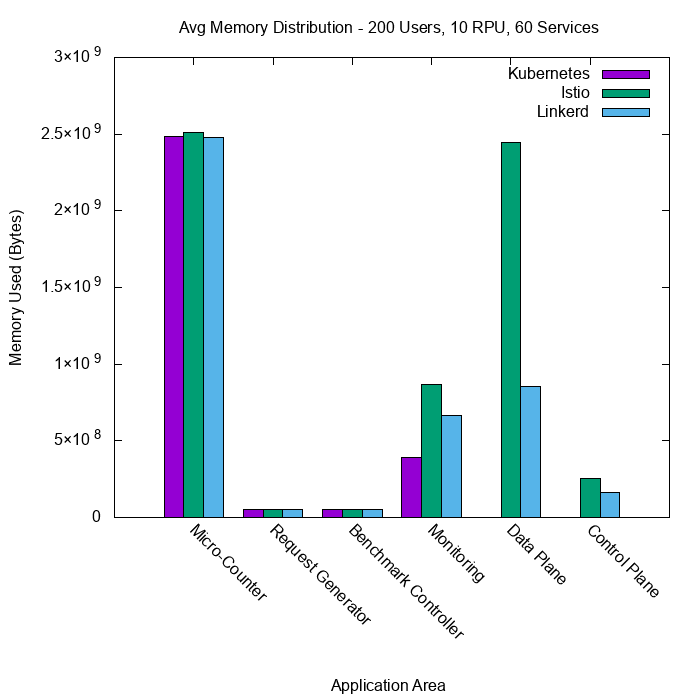 Avg Memory Distribution - 200 Users, 10 RPU, 60 Services
Kubernetes
Istio
Linkerd
3×10⁹
2.5×10⁹
2×10⁹
1.5×10⁹
1×10⁹
5×10⁸
0
Memory Used (Bytes)
Micro-Counter
Request Generator
Benchmark Controller
Monitoring
Data Plane
Control Plane
Application Area